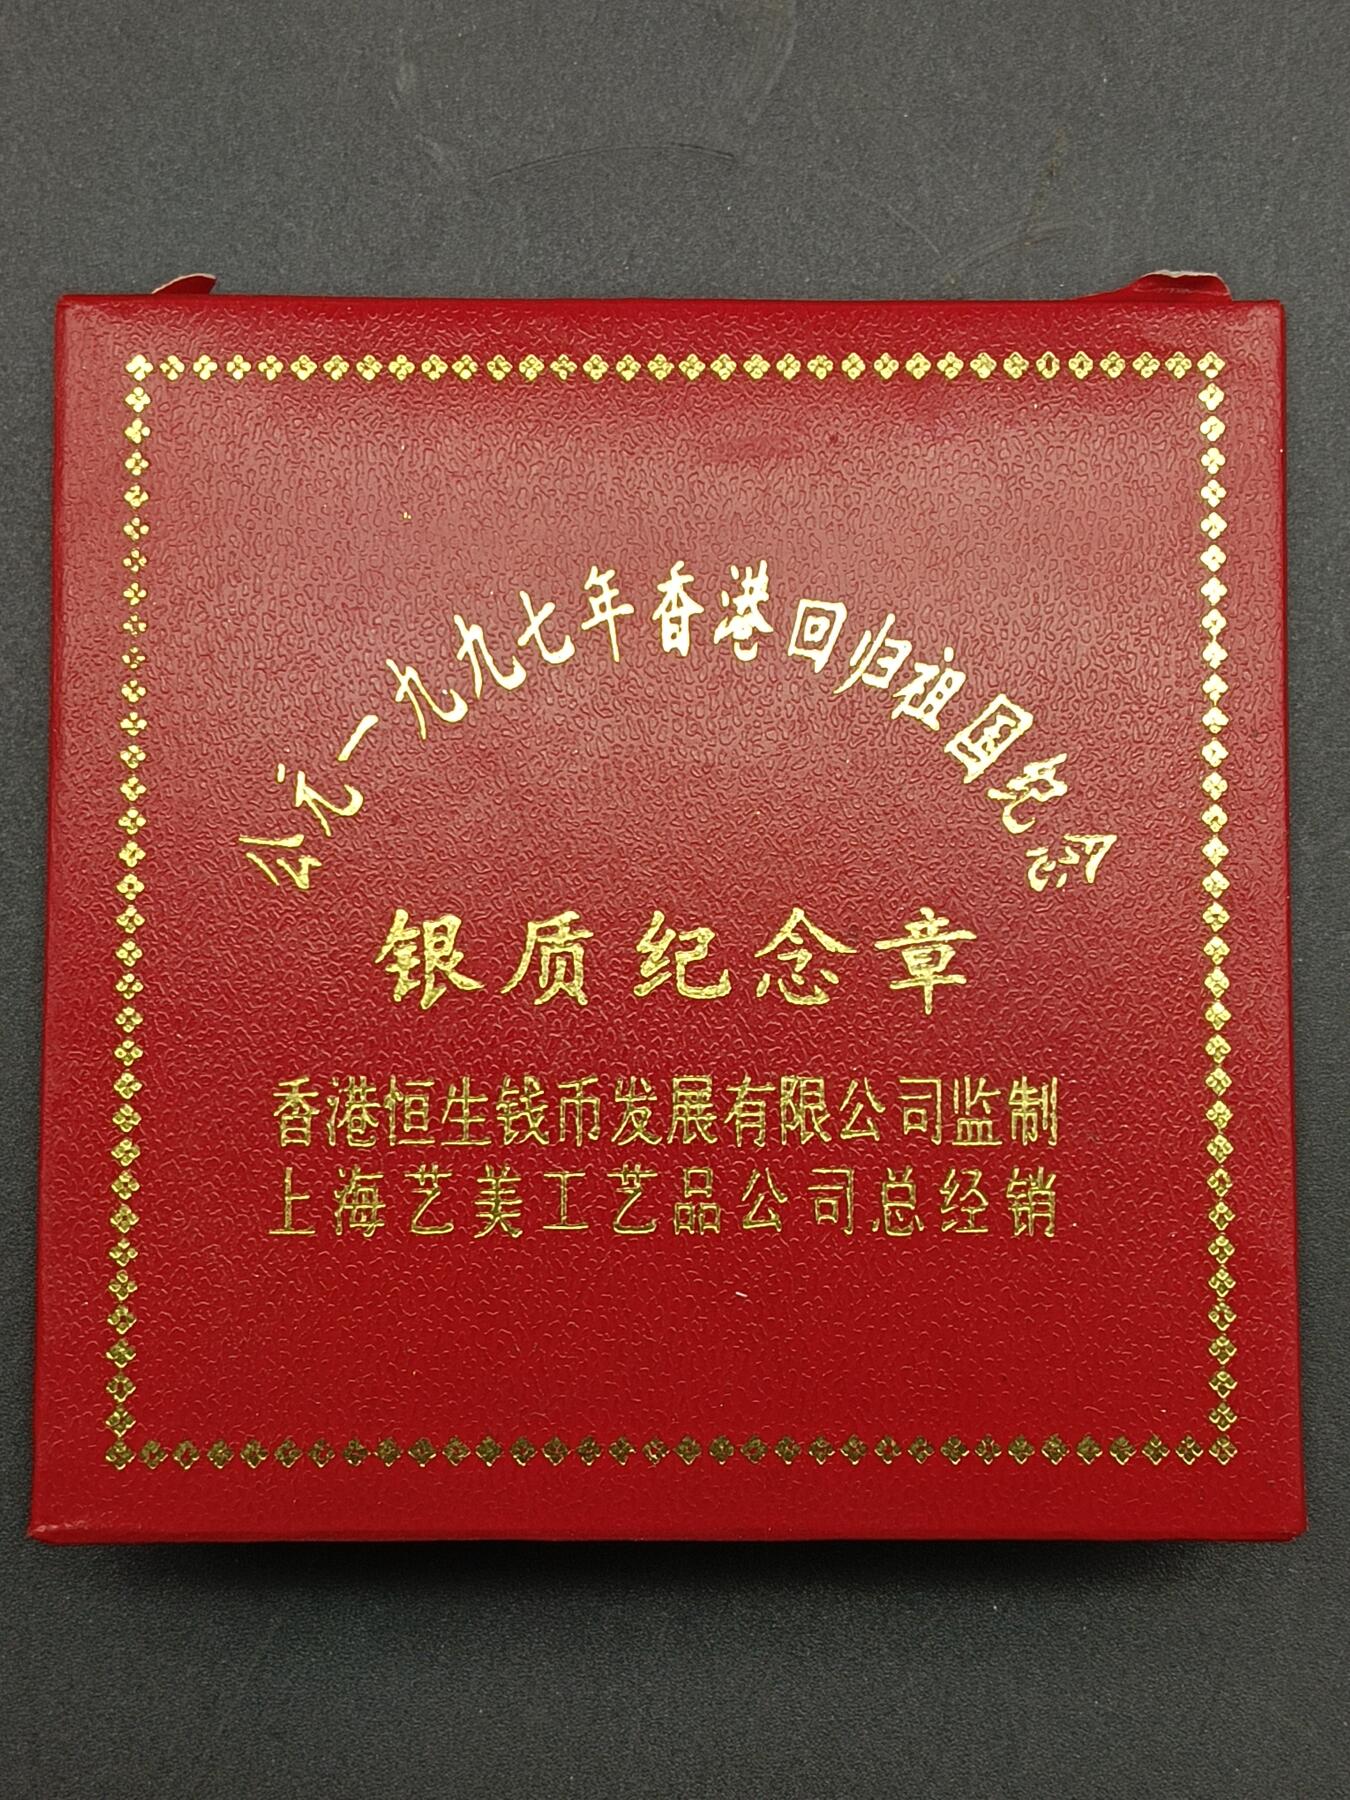 公元一九九七年香港回归祖国纪念
银质纪念章
香港恒生钱币发展有限公司监制
上海艺美工艺品公司总经销